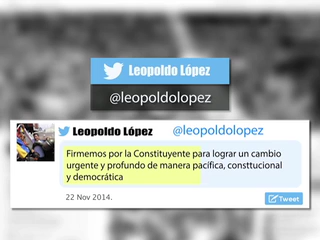 Leopoldo López
@leopoldolopez
Leopoldo López @leopoldolopez
Firmemos por la Constituyente para lograr un cambio
urgente y profundo de manera pacífica, consttucional
y democrática
22 Nov 2014.
Tweet